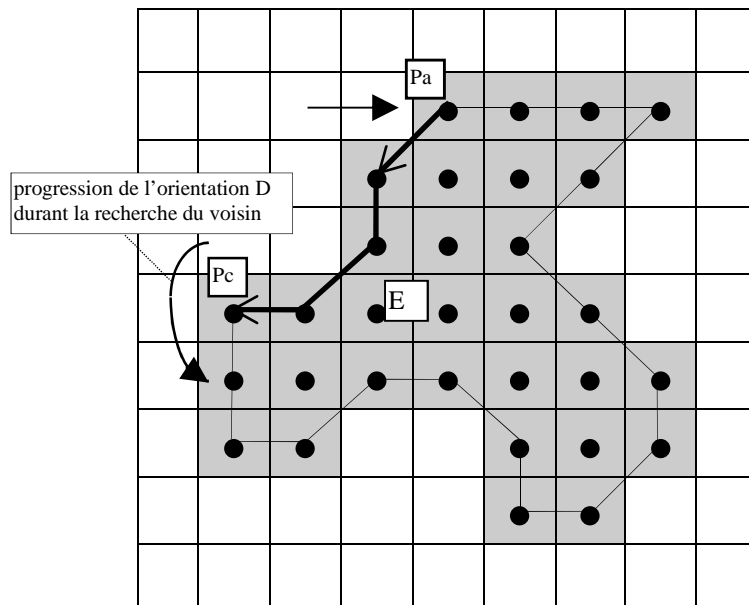 Pa
progression de l’orientation D
durant la recherche du voisin
Pc
E